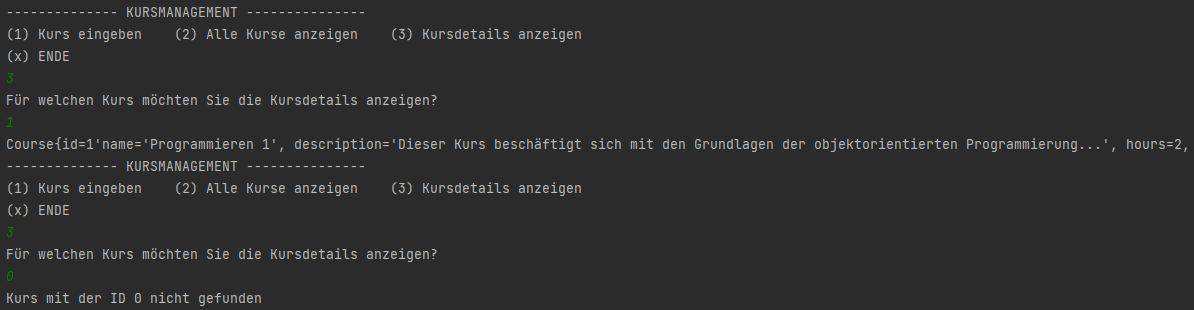 -------------- KURSMANAGEMENT ---------------
(1) Kurs eingeben    (2) Alle Kurse anzeigen    (3) Kursdetails anzeigen
(x) ENDE
3
Für welchen Kurs möchten Sie die Kursdetails anzeigen?
1
Course{id=1'name='Programmieren 1', description='Dieser Kurs beschäftigt sich mit den Grundlagen der objektorientierten Programmierung...', hours=2,
-------------- KURSMANAGEMENT ---------------
(1) Kurs eingeben    (2) Alle Kurse anzeigen    (3) Kursdetails anzeigen
(x) ENDE
3
Für welchen Kurs möchten Sie die Kursdetails anzeigen?
0
Kurs mit der ID 0 nicht gefunden